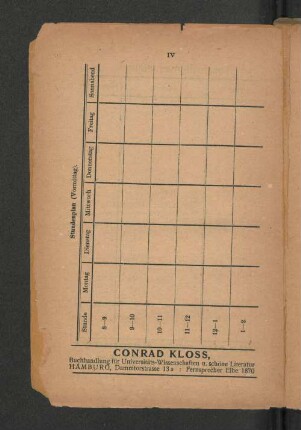 IV
Stundenplan (Vormittag).
Stunde Montag Dienstag Mittwoch Donnerstag Freitag Sonnabend
8—9
9—10
10—11
11—12
12—1
1—2
CONRAD KLOSS,
Buchhandlung für Universitäts-Wissenschaften u. schöne Literatur
HAMBURG, Dammtorstrasse 13a : Fernsprecher Elbe 1870